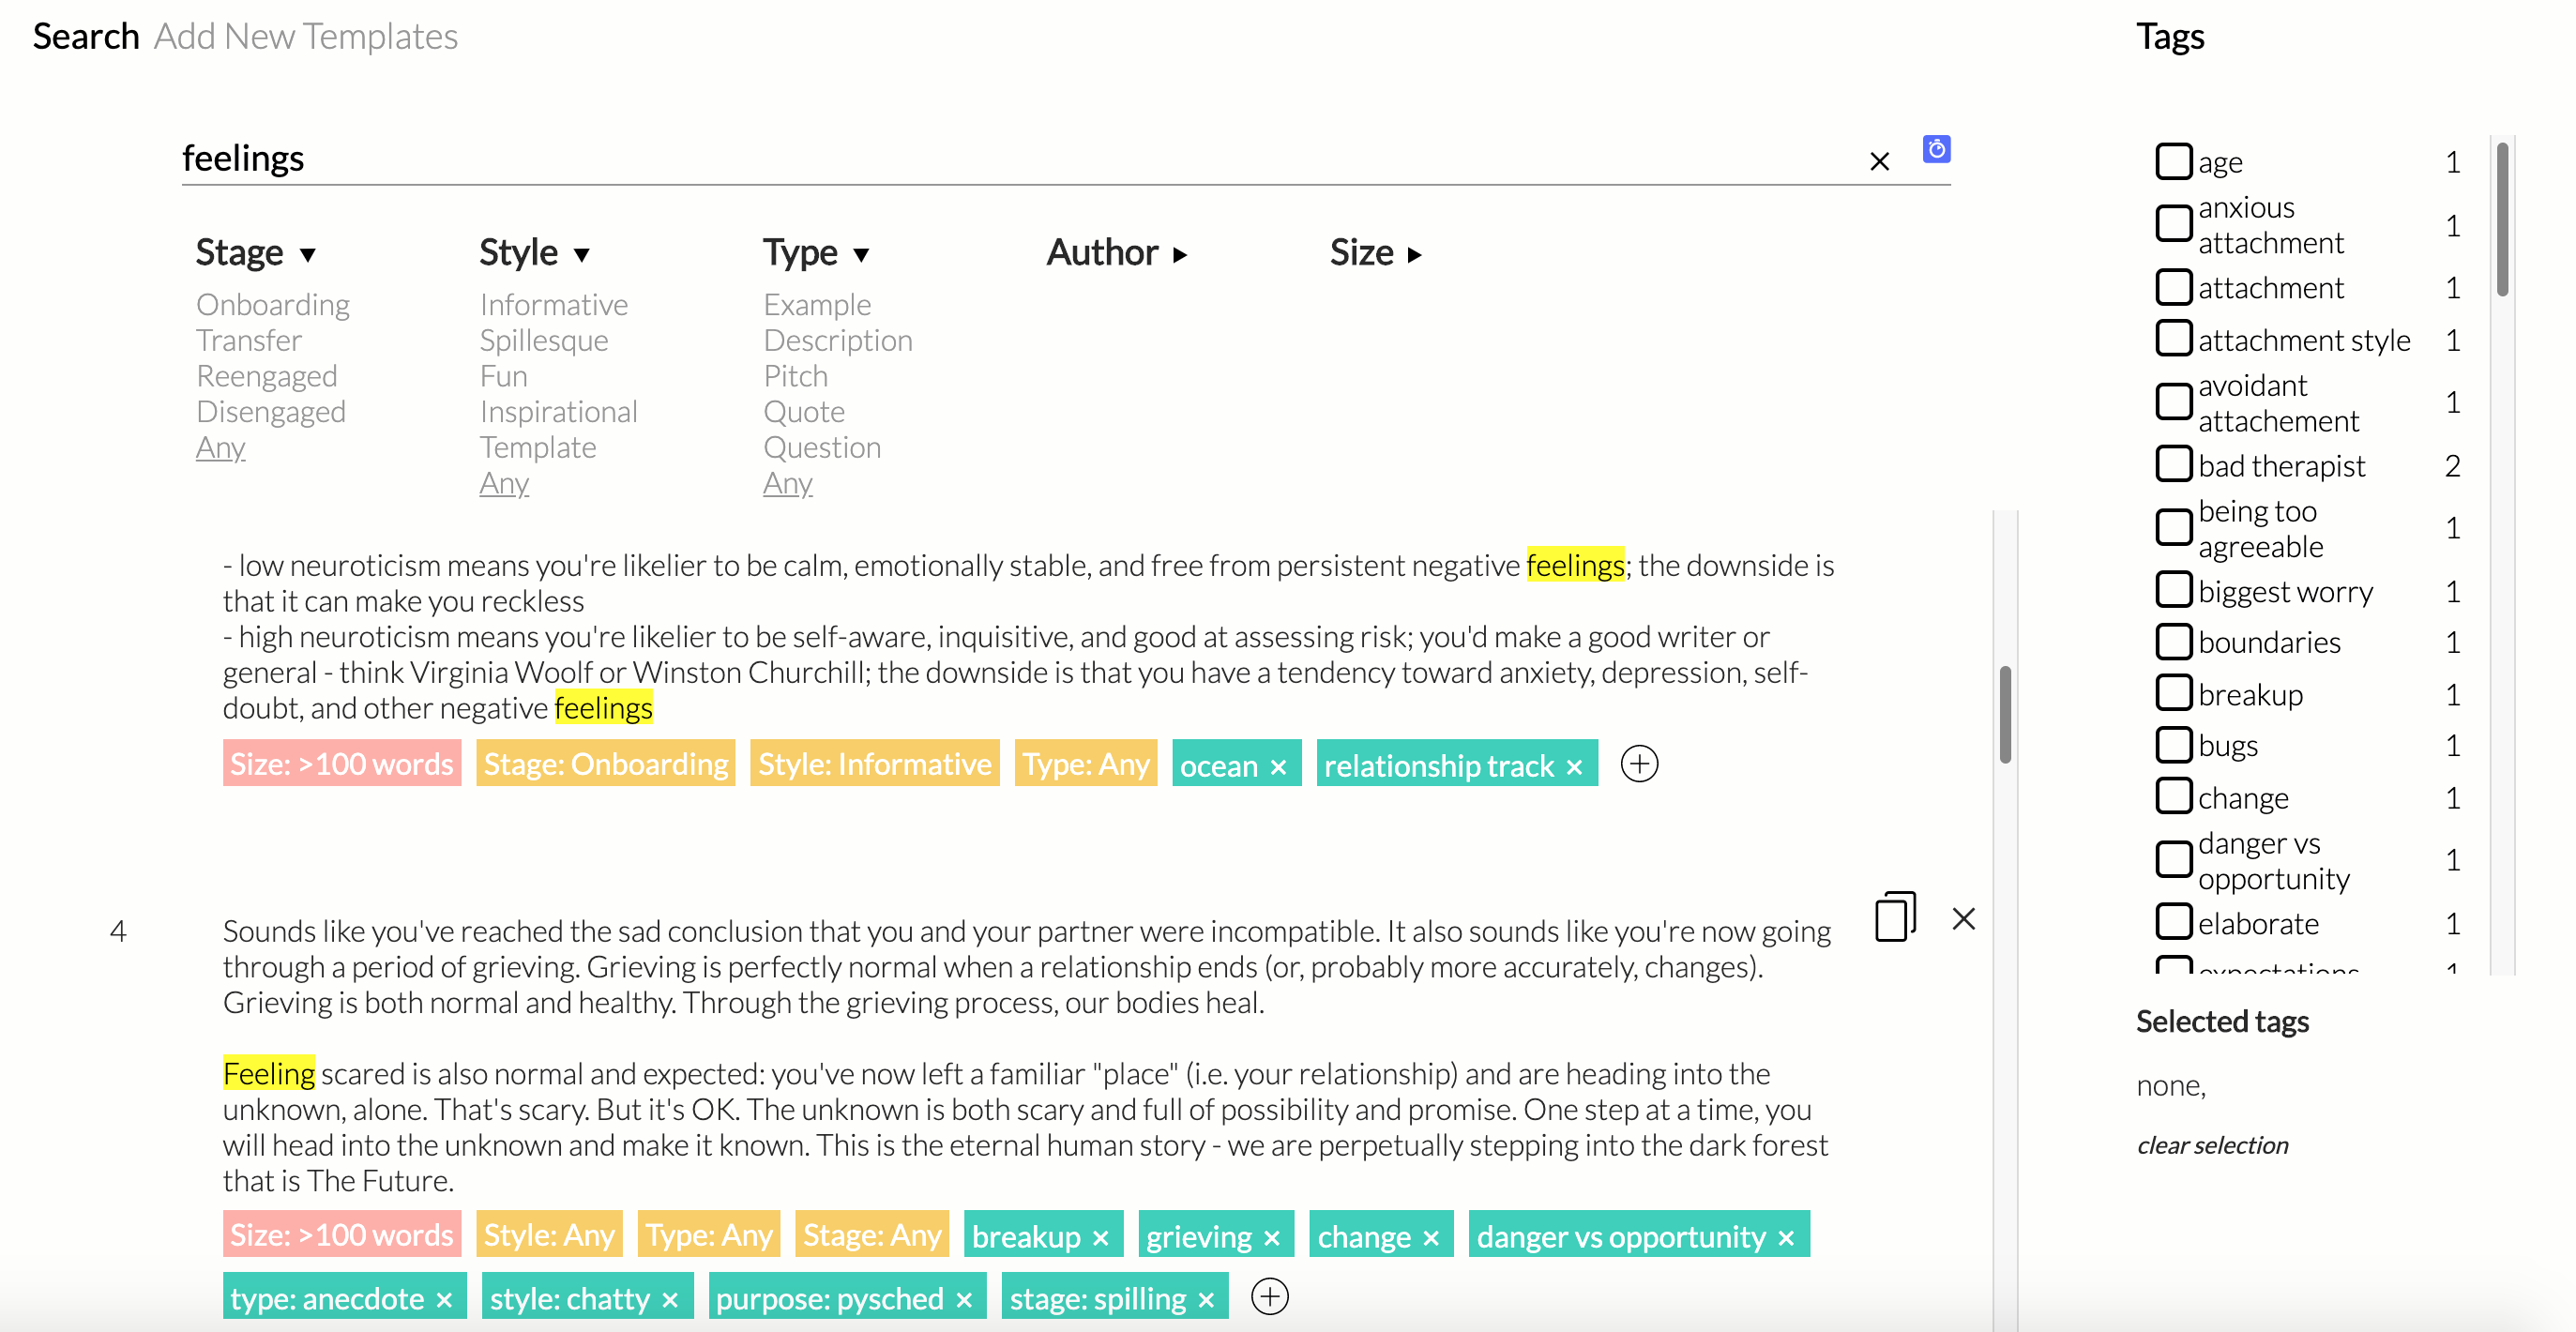 Search Add New Templates
Tags
feelings
Stage ▼ Style ▼ Type ▼ Author ▶ Size ▶
Onboarding
Transfer
Reengaged
Disengaged
Any
Informative
Spillesque
Fun
Inspirational
Template
Any
Example
Description
Pitch
Quote
Question
Any
- low neuroticism means you're likelier to be calm, emotionally stable, and free from persistent negative feelings; the downside is
that it can make you reckless
- high neuroticism means you're likelier to be self-aware, inquisitive, and good at assessing risk; you'd make a good writer or
general - think Virginia Woolf or Winston Churchill; the downside is that you have a tendency toward anxiety, depression, self-
doubt, and other negative feelings
Size: >100 words Stage: Onboarding Style: Informative Type: Any ocean × relationship track ×
4
Sounds like you've reached the sad conclusion that you and your partner were incompatible. It also sounds like you're now going
through a period of grieving. Grieving is perfectly normal when a relationship ends (or, probably more accurately, changes).
Grieving is both normal and healthy. Through the grieving process, our bodies heal.
Feeling scared is also normal and expected: you've now left a familiar "place" (i.e. your relationship) and are heading into the
unknown, alone. That's scary. But it's OK. The unknown is both scary and full of possibility and promise. One step at a time, you
will head into the unknown and make it known. This is the eternal human story - we are perpetually stepping into the dark forest
that is The Future.
Size: >100 words Style: Any Type: Any Stage: Any breakup × grieving × change × danger vs opportunity ×
type: anecdote × style: chatty × purpose: pysched × stage: spilling ×
age 1
anxious
attachment 1
attachment 1
attachment style 1
avoidant
attachement 1
bad therapist 2
being too
agreeable 1
biggest worry 1
boundaries 1
breakup 1
bugs 1
change 1
danger vs
opportunity 1
elaborate 1
expectations 1
Selected tags
none,
clear selection